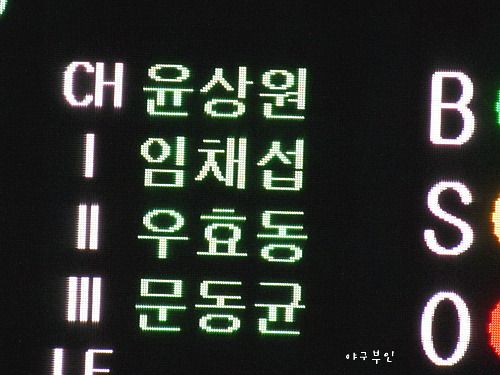 CH 윤상원 B
I 임채섭
II 우효동 S
III 문동균 O
LF
야구부인